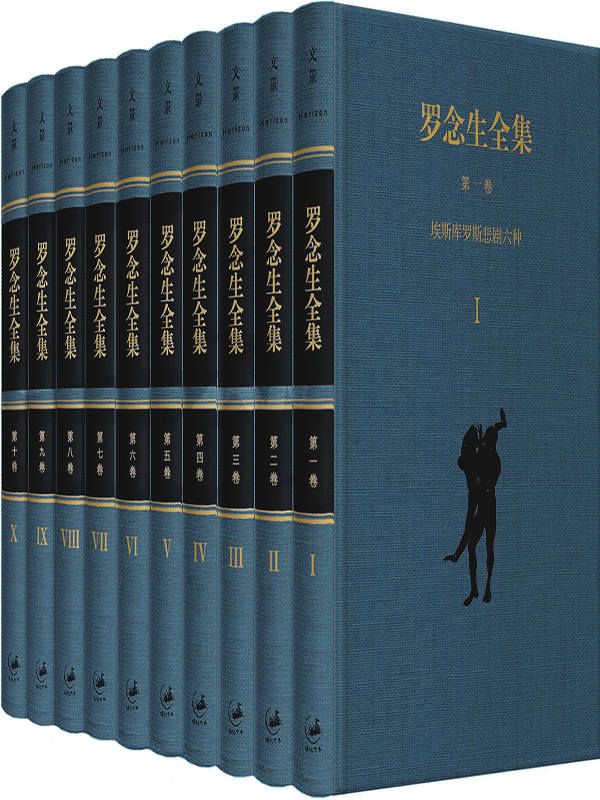 罗念生全集
第一卷
埃斯库罗斯悲剧六种
I
文景
Horizon
罗念生全集
第十卷
X
文景
Horizon
罗念生全集
第九卷
IX
文景
Horizon
罗念生全集
第八卷
VIII
文景
Horizon
罗念生全集
第七卷
VII
文景
Horizon
罗念生全集
第六卷
VI
文景
Horizon
罗念生全集
第五卷
V
文景
Horizon
罗念生全集
第四卷
IV
文景
Horizon
罗念生全集
第三卷
III
文景
Horizon
罗念生全集
第二卷
II
文景
Horizon
罗念生全集
第一卷
I